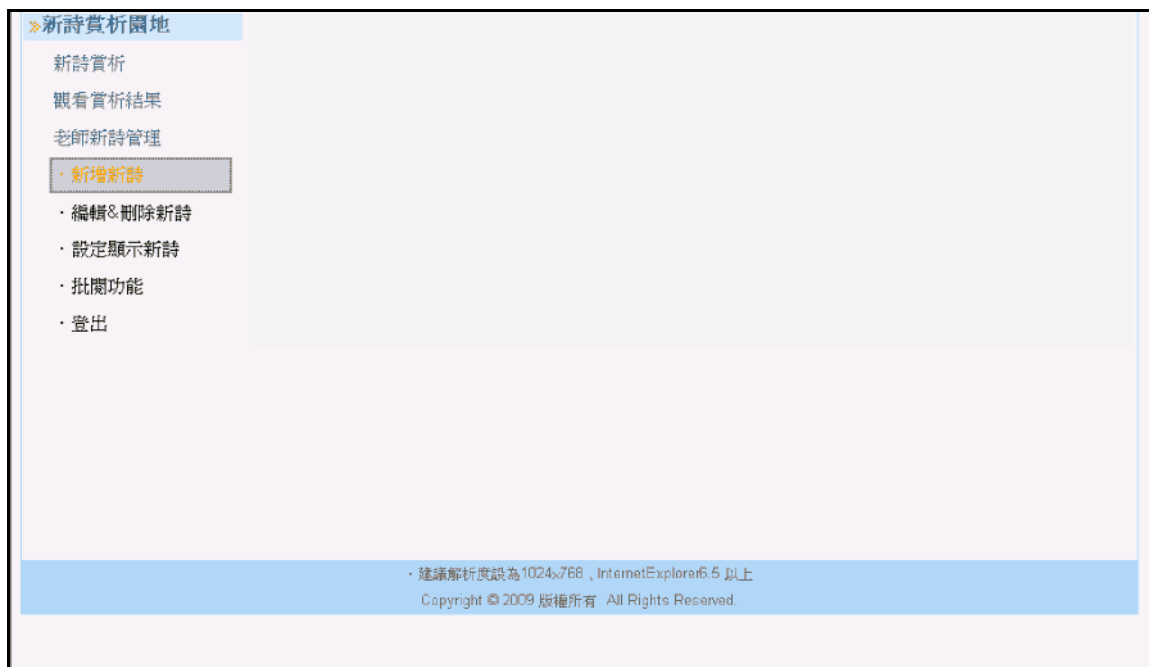 »新詩賞析園地
新詩賞析
觀看賞析結果
老師新詩管理
·新增新詩
·編輯&刪除新詩
·設定顯示新詩
·批閱功能
·登出
·建議解析度設為1024x768 , InternetExplorer6.5 以上
Copyright © 2009 版權所有 All Rights Reserved.